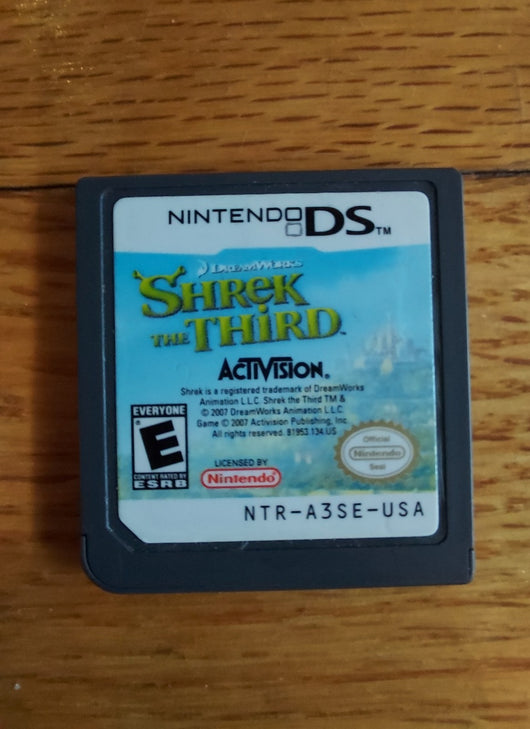 NINTENDO DS™
DREAMWORKS
SHREK
THE THIRD™
ACTIVISION®
Shrek is a registered trademark of DreamWorks
Animation L.L.C. Shrek the Third TM &
© 2007 DreamWorks Animation L.L.C.
Game © 2007 Activision Publishing, Inc.
All rights reserved. 81953.134.US
EVERYONE
E
CONTENT RATED BY
ESRB
LICENSED BY
Nintendo®
Official
Nintendo
Seal
NTR-A3SE-USA